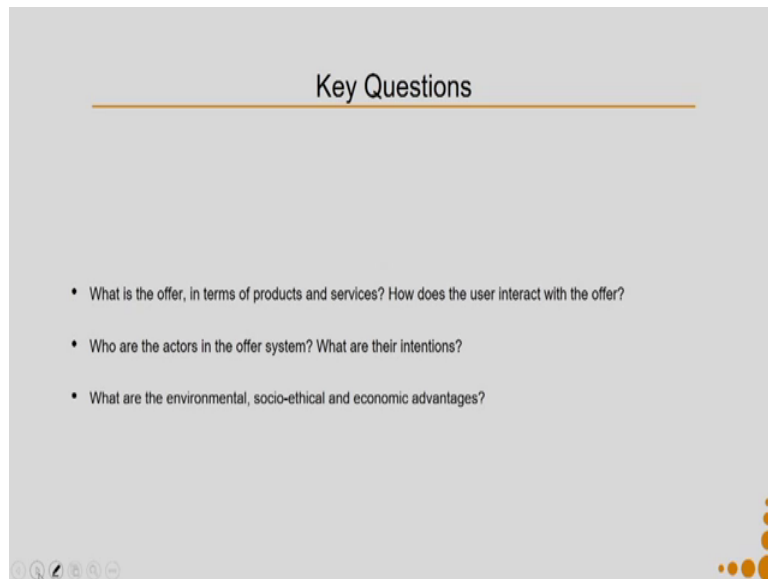 Key Questions
• What is the offer, in terms of products and services? How does the user interact with the offer?
• Who are the actors in the offer system? What are their intentions?
• What are the environmental, socio-ethical and economic advantages?